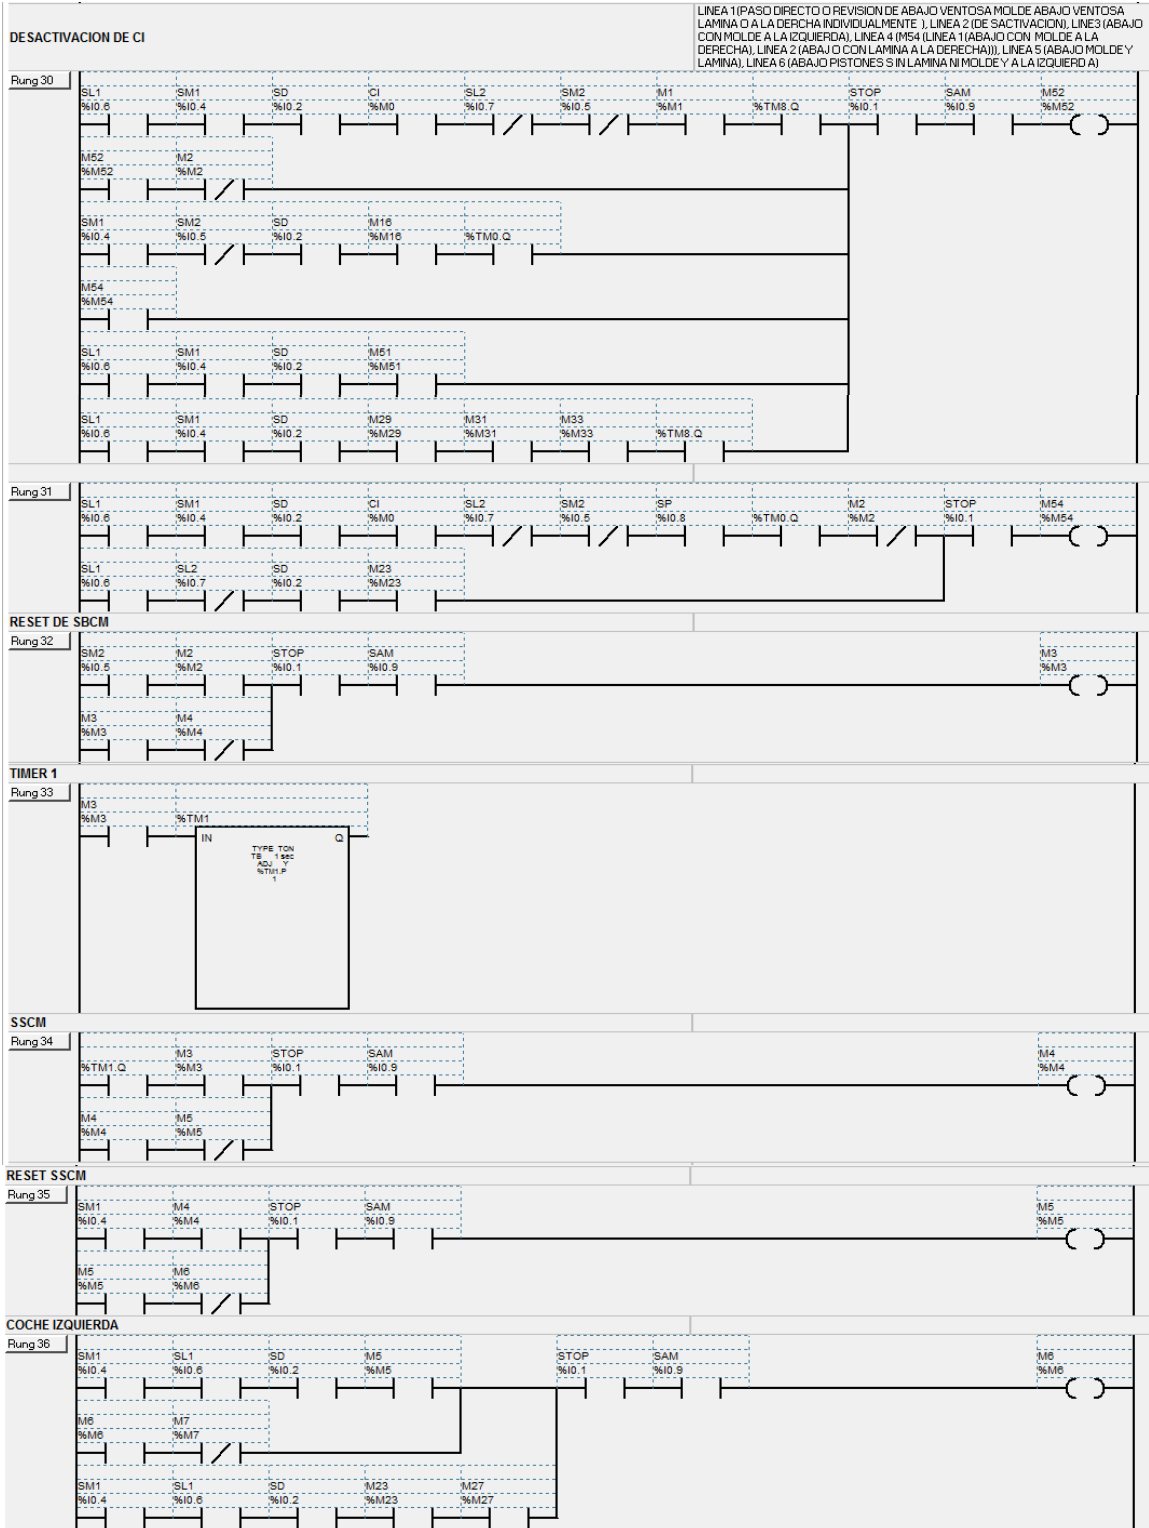 DESACTIVACION DE CI
LINEA 1(PASO DIRECTO O REVISION DE ABAJO VENTOSA MOLDE ABAJO VENTOSA
LAMINA O A LA DERCHA INDIVIDUALMENTE ), LINEA 2 (DE SACTIVACION), LINE3 (ABAJO
CON MOLDE A LA IZQUIERDA), LINEA 4 (M54 (LINEA 1(ABAJO CON MOLDE A LA
DERECHA), LINEA 2 (ABAJO CON LAMINA A LA DERECHA))), LINEA 5 (ABAJO MOLDE Y
LAMINA), LINEA 6 (ABAJO PISTONES SIN LAMINA NI MOLDE Y A LA IZQUIERDA)
Rung 30
SL1 SM1 SD CI SL2 SM2 M1 STOP SAM M52
%I0.6 %I0.4 %I0.2 %M0 %I0.7 %I0.5 %M1 %TM8.Q %I0.1 %I0.9 %M52
M52 M2
%M52 %M2
SM1 SM2 SD M16
%I0.4 %I0.5 %I0.2 %M16 %TM0.Q
M54
%M54
SL1 SM1 SD M51
%I0.6 %I0.4 %I0.2 %M51
SL1 SM1 SD M29 M31 M33
%I0.6 %I0.4 %I0.2 %M29 %M31 %M33 %TM8.Q
Rung 31
SL1 SM1 SD CI SL2 SM2 SP M2 STOP M54
%I0.6 %I0.4 %I0.2 %M0 %I0.7 %I0.5 %I0.8 %TM0.Q %M2 %I0.1 %M54
SL1 SL2 SD M23
%I0.6 %I0.7 %I0.2 %M23
RESET DE SBCM
Rung 32
SM2 M2 STOP SAM M3
%I0.5 %M2 %I0.1 %I0.9 %M3
M3 M4
%M3 %M4
TIMER 1
Rung 33
M3
%M3 %TM1
IN Q
TYPE TON
TB 1 sec
ADJ Y
%TM1.P
1
SSCM
Rung 34
M3 STOP SAM M4
%TM1.Q %M3 %I0.1 %I0.9 %M4
M4 M5
%M4 %M5
RESET SSCM
Rung 35
SM1 M4 STOP SAM M5
%I0.4 %M4 %I0.1 %I0.9 %M5
M5 M6
%M5 %M6
COCHE IZQUIERDA
Rung 36
SM1 SL1 SD M5 STOP SAM M6
%I0.4 %I0.6 %I0.2 %M5 %I0.1 %I0.9 %M6
M6 M7
%M6 %M7
SM1 SL1 SD M23 M27
%I0.4 %I0.6 %I0.2 %M23 %M27